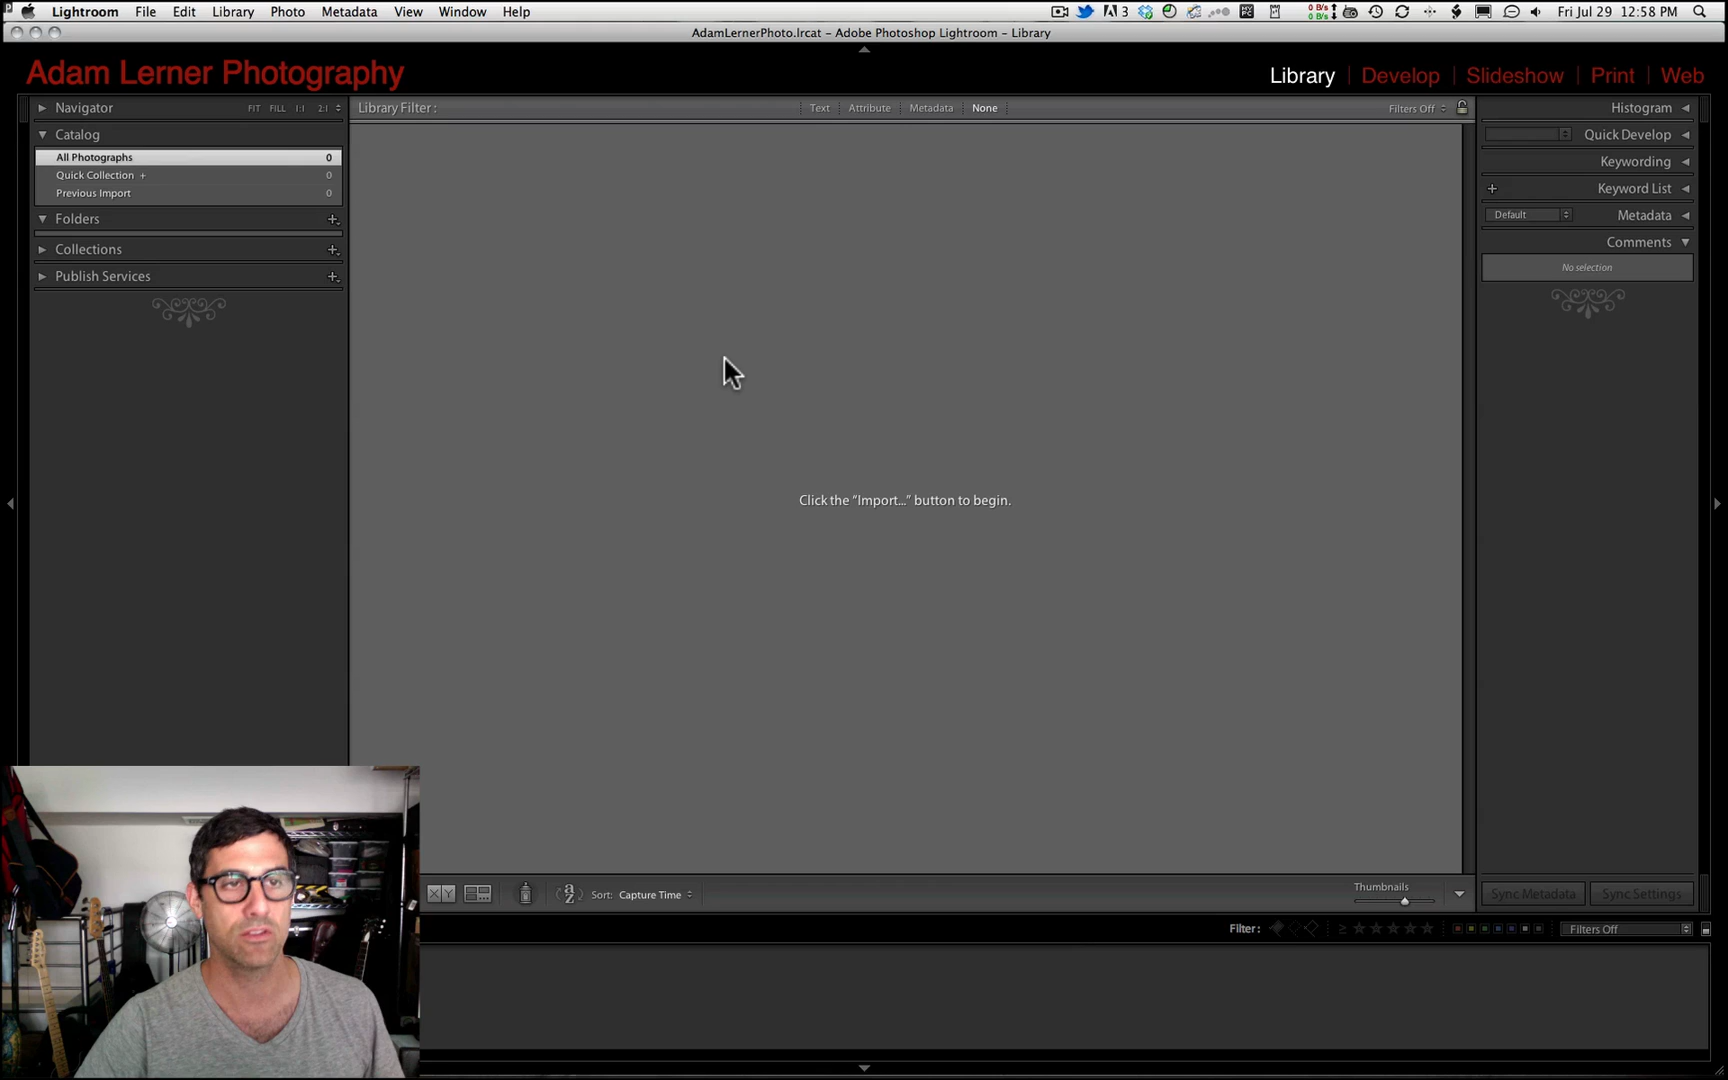 Lightroom File Edit Library Photo Metadata View Window Help 3 0 B/s 0 B/s Fri Jul 29 12:58 PM
AdamLernerPhoto.lrcat – Adobe Photoshop Lightroom – Library
Adam Lerner Photography Library | Develop | Slideshow | Print | Web
Navigator FIT FILL 1:1 2:1 Library Filter : Text Attribute Metadata None Filters Off Histogram
Catalog Quick Develop
All Photographs 0
Quick Collection + 0 Keywording
Previous Import 0 + Keyword List
Folders + Default Metadata
Collections + Comments
Publish Services + No selection
Click the “Import...” button to begin.
X Y a z Sort: Capture Time Thumbnails Sync Metadata Sync Settings
Filter: ≥ Filters Off